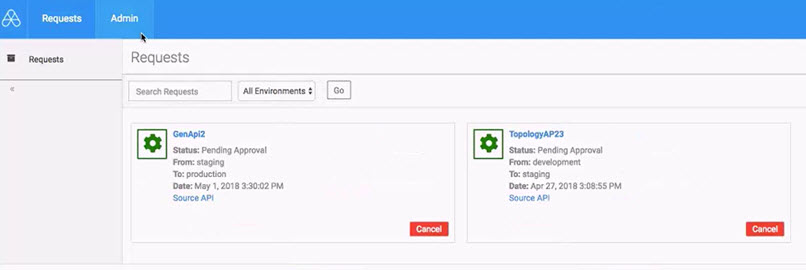 Requests Admin
Requests
«
Requests
Search Requests All Environments Go
GenApi2
Status: Pending Approval
From: staging
To: production
Date: May 1, 2018 3:30:02 PM
Source API
Cancel
TopologyAP23
Status: Pending Approval
From: development
To: staging
Date: Apr 27, 2018 3:08:55 PM
Source API
Cancel